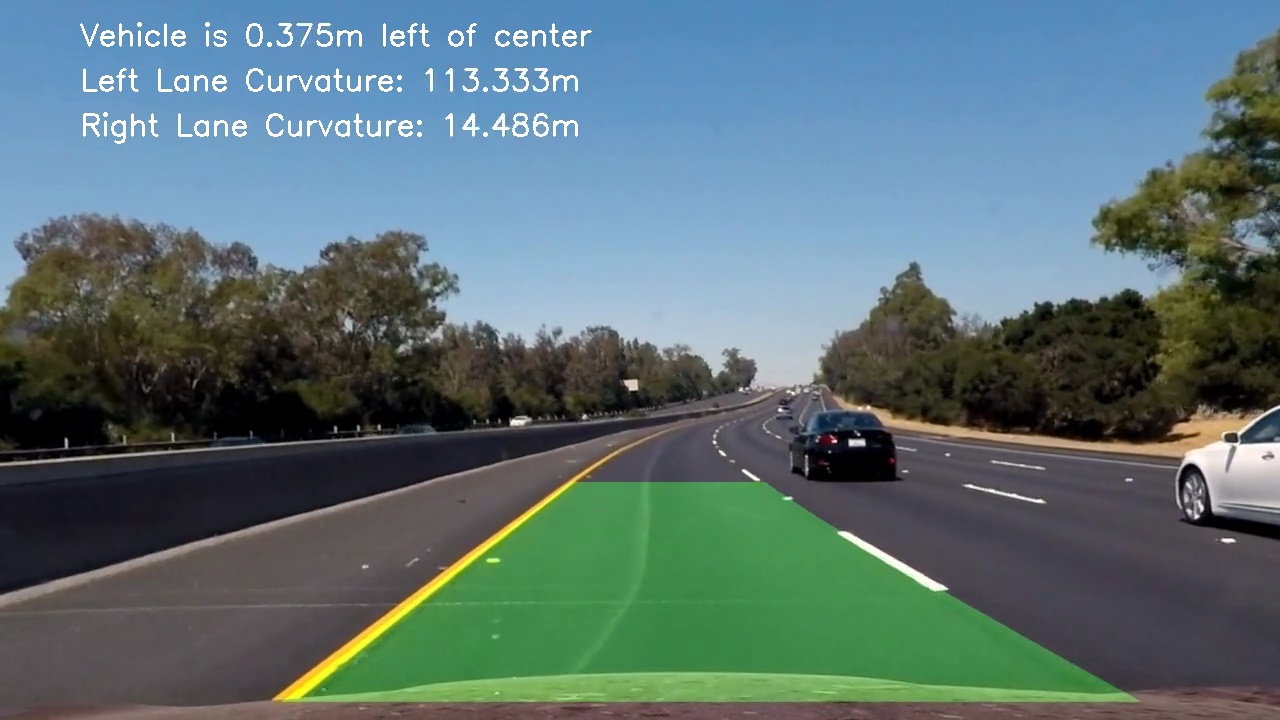 Vehicle is 0.375m left of center
Left Lane Curvature: 113.333m
Right Lane Curvature: 14.486m